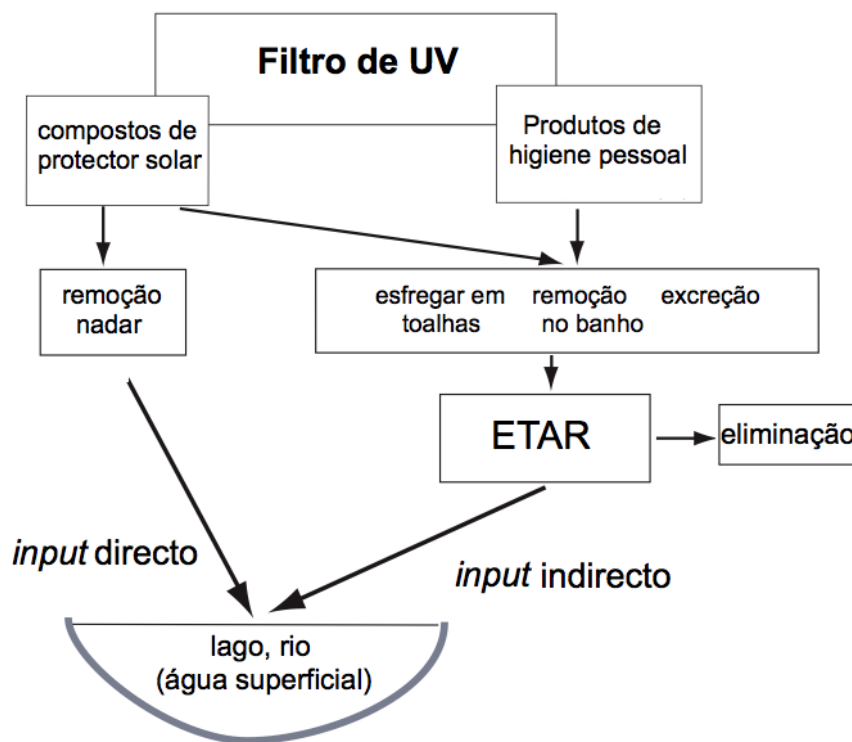 Filtro de UV
compostos de
protector solar
Produtos de
higiene pessoal
remoção
nadar
esfregar em remoção excreção
toalhas no banho
ETAR
eliminação
input directo
input indirecto
lago, rio
(água superficial)